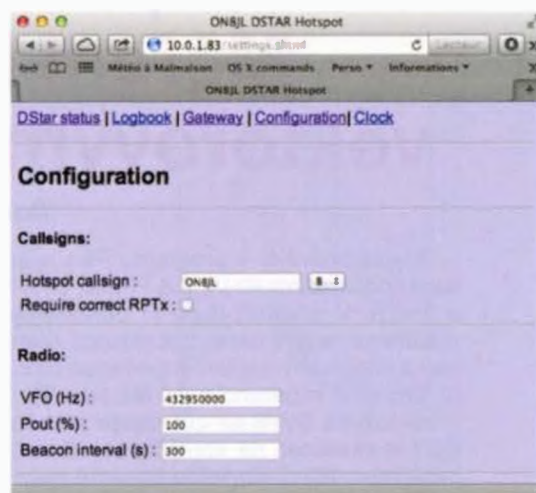 ON8JL DSTAR Hotspot
10.0.1.83/settings.shtml
Météo à Malmaison OS X commands Perso Informations
ON8JL DSTAR Hotspot
DStar status | Logbook | Gateway | Configuration| Clock
Configuration
Callsigns:
Hotspot callsign : ON8JL B
Require correct RPTx :
Radio:
VFO (Hz) : 432950000
Pout (%) : 100
Beacon interval (s) : 300